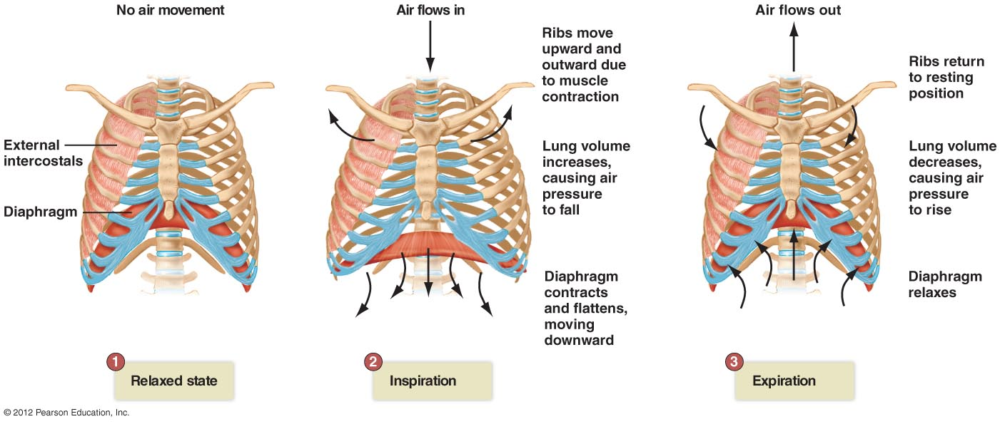 No air movement
External
intercostals
Diaphragm
1
Relaxed state
Air flows in
Ribs move
upward and
outward due
to muscle
contraction
Lung volume
increases,
causing air
pressure
to fall
Diaphragm
contracts
and flattens,
moving
downward
2
Inspiration
Air flows out
Ribs return
to resting
position
Lung volume
decreases,
causing air
pressure
to rise
Diaphragm
relaxes
3
Expiration
© 2012 Pearson Education, Inc.